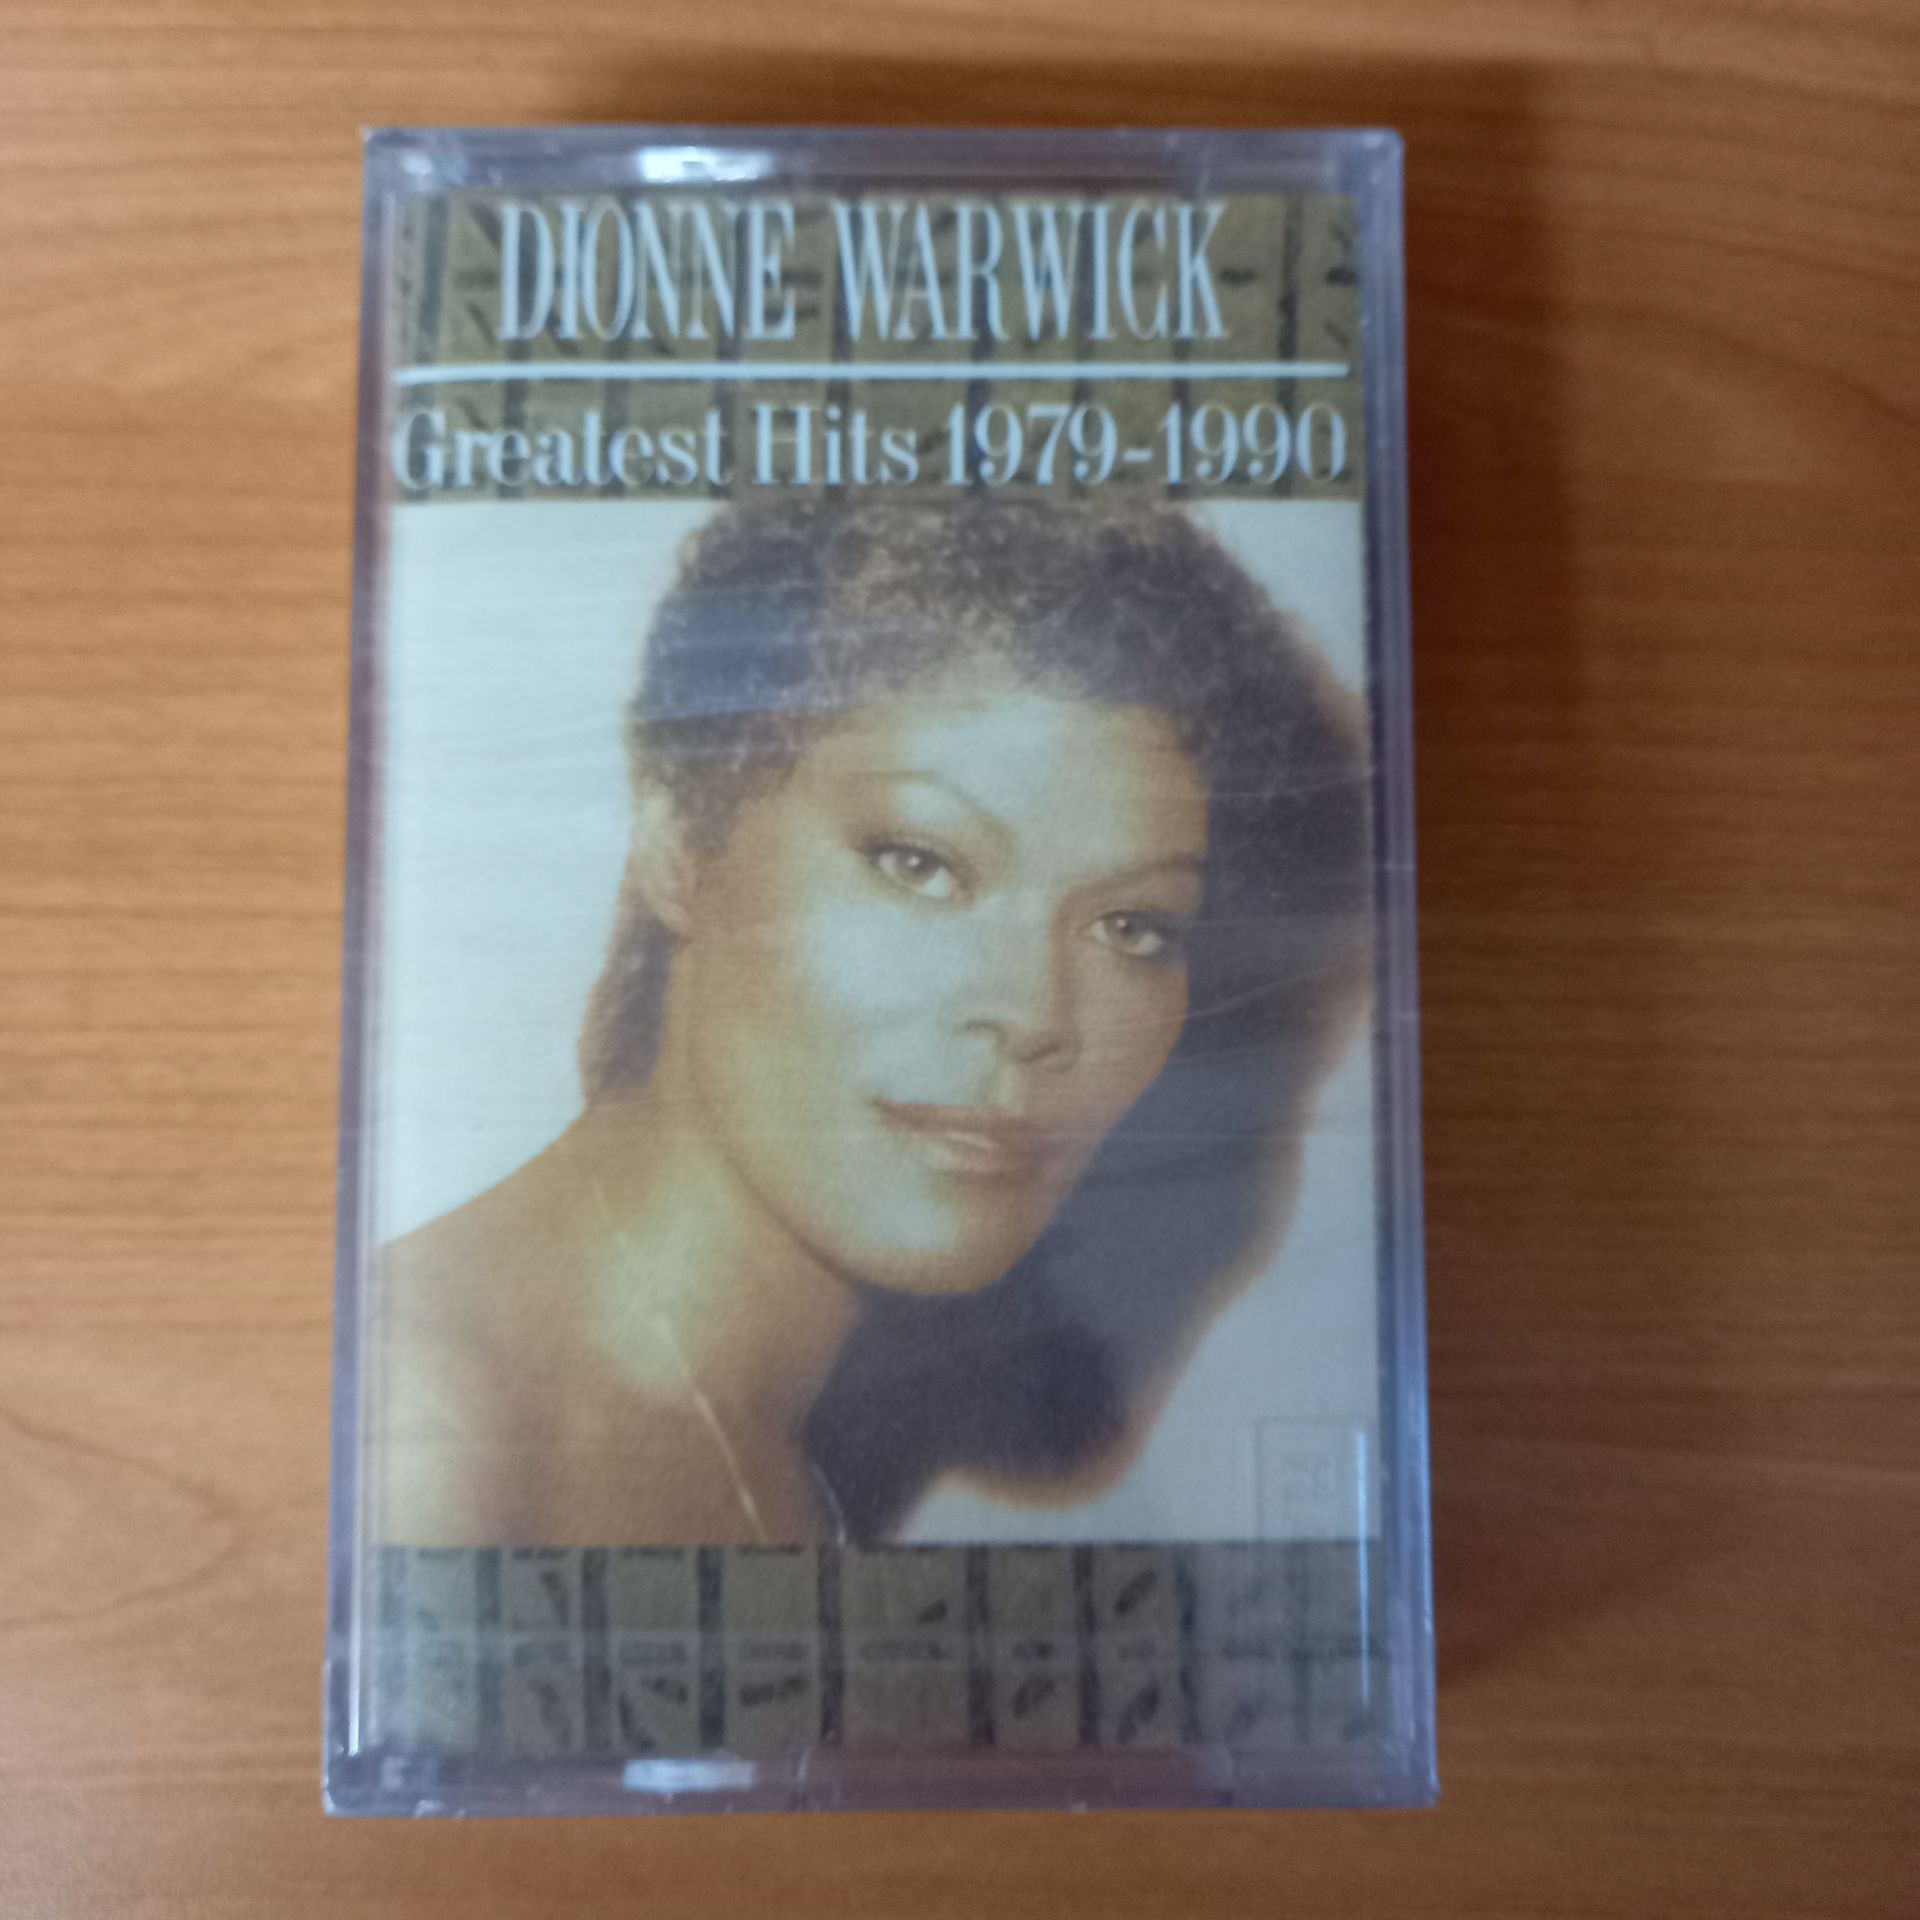 DIONNE WARWICK
Greatest Hits 1979-1990